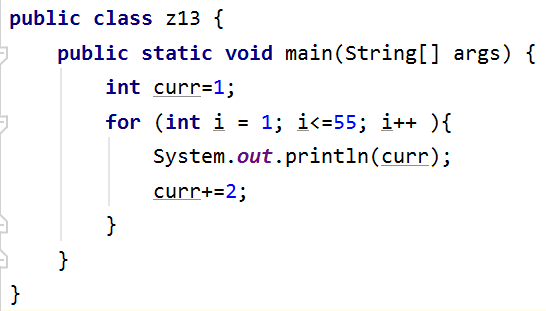 public class z13 {
public static void main(String[] args) {
int curr=1;
for (int i = 1; i<=55; i++ ){
System.out.println(curr);
curr+=2;
}
}
}